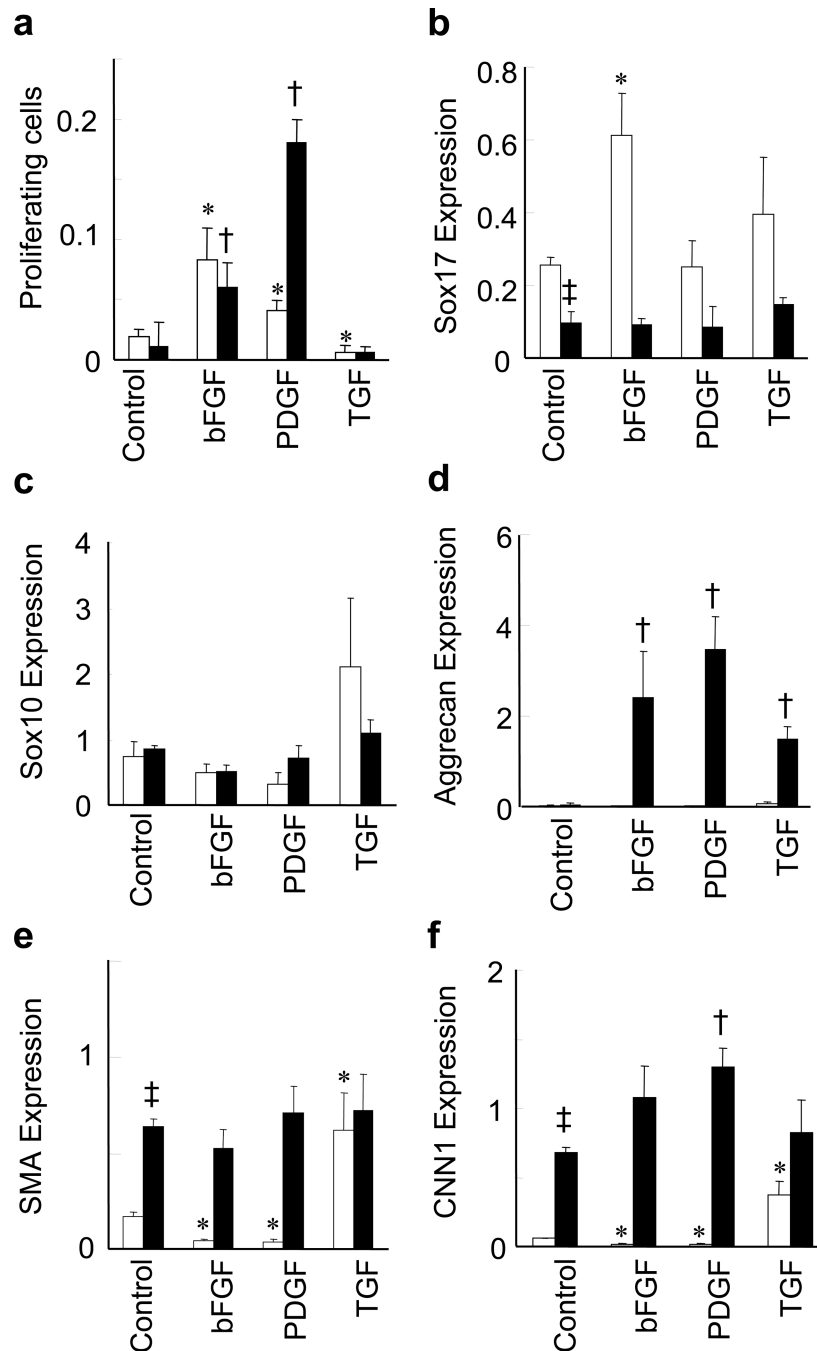 a
Proliferating cells
0.2
0.1
0
* † * † *
Control bFGF PDGF TGF
b
Sox17 Expression
0.8
0.6
0.4
0.2
0
‡ *
Control bFGF PDGF TGF
c
Sox10 Expression
4
3
2
1
0
Control bFGF PDGF TGF
d
Aggrecan Expression
6
4
2
0
† † †
Control bFGF PDGF TGF
e
SMA Expression
1
0
‡ * * *
Control bFGF PDGF TGF
f
CNN1 Expression
2
1
0
‡ * * † *
Control bFGF PDGF TGF